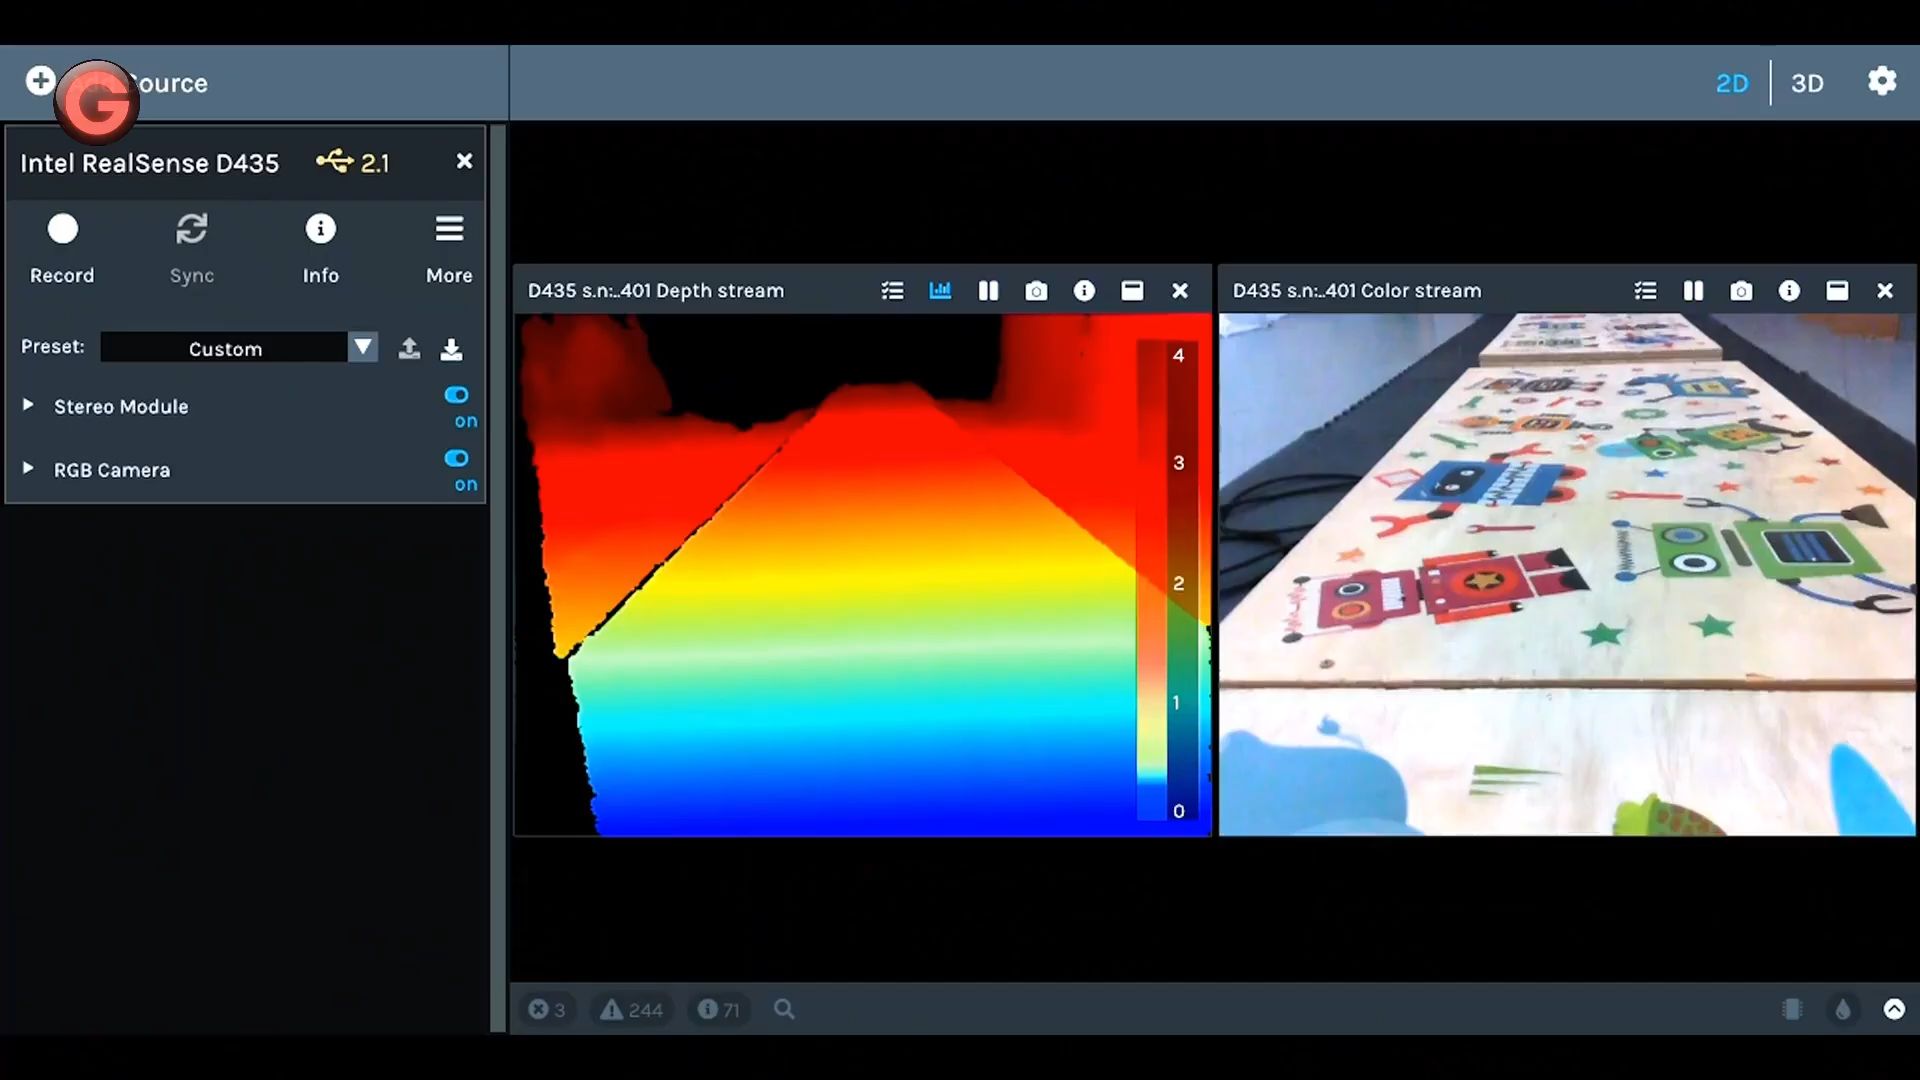 Source
G
2D
3D
Intel RealSense D435
2.1
Record
Sync
Info
More
Preset:
Custom
Stereo Module
on
RGB Camera
on
D435 s.n:..401 Depth stream
4
3
2
1
0
D435 s.n:..401 Color stream
3
244
71